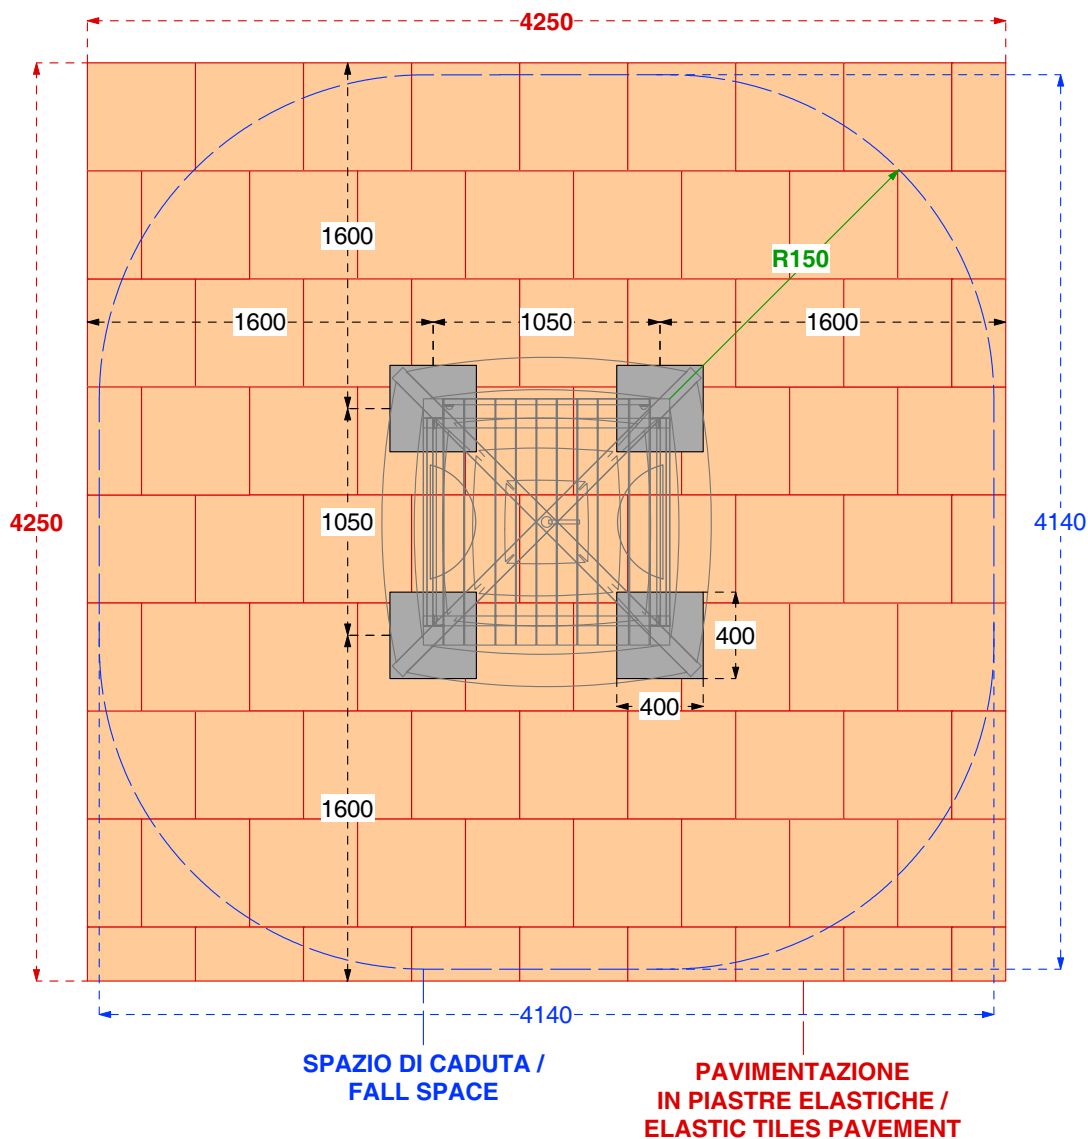 4250
1600
R150
1600
1050
1600
4250
1050
4140
400
400
1600
4140
SPAZIO DI CADUTA /
FALL SPACE
PAVIMENTAZIONE
IN PIASTRE ELASTICHE /
ELASTIC TILES PAVEMENT